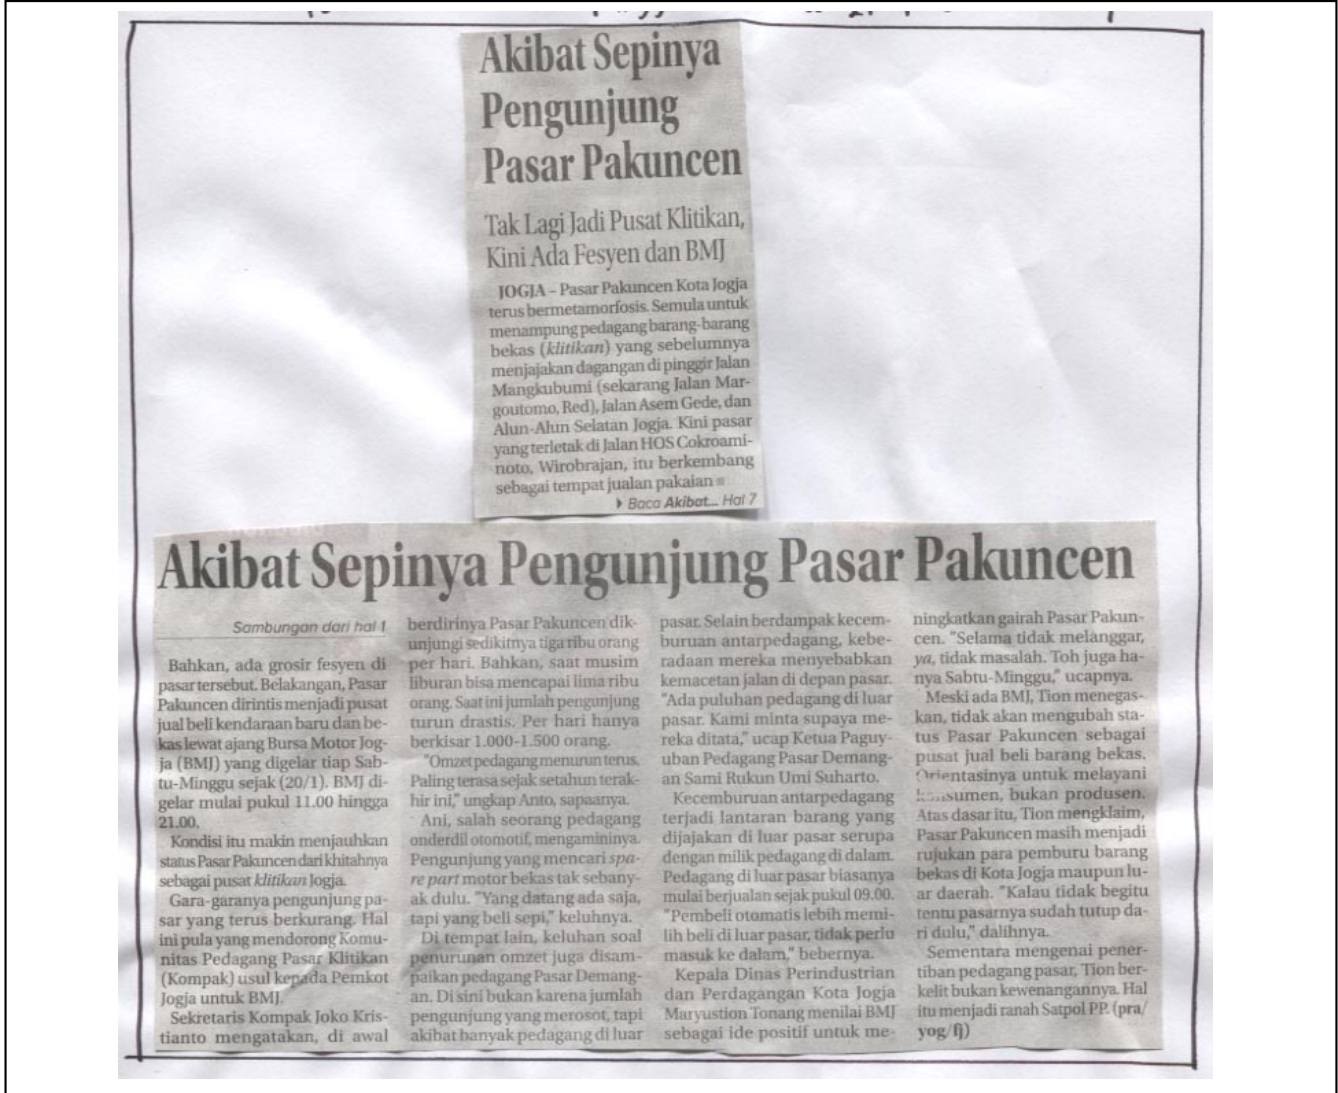 Akibat Sepinya
Pengunjung
Pasar Pakuncen
Tak Lagi Jadi Pusat Klitikan,
Kini Ada Fesyen dan BMJ
JOGJA – Pasar Pakuncen Kota Jogja
terus bermetamorfosis. Semula untuk
menampung pedagang barang-barang
bekas (klitikan) yang sebelumnya
menjajakan dagangan di pinggir Jalan
Mangkubumi (sekarang Jalan Mar-
goutomo, Red), Jalan Asem Gede, dan
Alun-Alun Selatan Jogja. Kini pasar
yang terletak di Jalan HOS Cokroami-
noto, Wirobrajan, itu berkembang
sebagai tempat jualan pakaian
Baca Akibat... Hal 7
Akibat Sepinya Pengunjung Pasar Pakuncen
Sambungan dari hal 1
Bahkan, ada grosir fesyen di
pasar tersebut. Belakangan, Pasar
Pakuncen dirintis menjadi pusat
jual beli kendaraan baru dan be-
kas lewat ajang Bursa Motor Jog-
ja (BMJ) yang digelar tiap Sab-
tu-Minggu sejak (20/1). BMJ di-
gelar mulai pukul 11.00 hingga
21.00.
Kondisi itu makin menjauhkan
status Pasar Pakuncen dari khitahnya
sebagai pusat klitikan Jogja.
Gara-garanya pengunjung pa-
sar yang terus berkurang. Hal
ini pula yang mendorong Komu-
nitas Pedagang Pasar Klitikan
(Kompak) usul kepada Pemkot
Jogja untuk BMJ.
Sekretaris Kompak Joko Kris-
tianto mengatakan, di awal
berdirinya Pasar Pakuncen dik-
unjungi sedikitnya tiga ribu orang
per hari. Bahkan, saat musim
liburan bisa mencapai lima ribu
orang. Saat ini jumlah pengunjung
turun drastis. Per hari hanya
berkisar 1.000-1.500 orang.
"Omzet pedagang menurun terus.
Paling terasa sejak setahun terak-
hir ini," ungkap Anto, sapaanya.
Ani, salah seorang pedagang
onderdil otomotif, mengamininya.
Pengunjung yang mencari spa-
re part motor bekas tak sebany-
ak dulu. "Yang datang ada saja,
tapi yang beli sepi," keluhnya.
Di tempat lain, keluhan soal
penurunan omzet juga disam-
paikan pedagang Pasar Demang-
an. Di sini bukan karena jumlah
pengunjung yang merosot, tapi
akibat banyak pedagang di luar
pasar. Selain berdampak kecem-
buruan antarpedagang, kebe-
radaan mereka menyebabkan
kemacetan jalan di depan pasar.
"Ada puluhan pedagang di luar
pasar. Kami minta supaya me-
reka ditata," ucap Ketua Paguy-
uban Pedagang Pasar Demang-
an Sami Rukun Umi Suharto.
Kecemburuan antarpedagang
terjadi lantaran barang yang
dijajakan di luar pasar serupa
dengan milik pedagang di dalam.
Pedagang di luar pasar biasanya
mulai berjualan sejak pukul 09.00.
"Pembeli otomatis lebih memi-
lih beli di luar pasar, tidak perlu
masuk ke dalam," bebernya.
Kepala Dinas Perindustrian
dan Perdagangan Kota Jogja
Maryustion Tonang menilai BMJ
sebagai ide positif untuk me-
ningkatkan gairah Pasar Pakun-
cen. "Selama tidak melanggar,
ya, tidak masalah. Toh juga ha-
nya Sabtu-Minggu," ucapnya.
Meski ada BMJ, Tion menegas-
kan, tidak akan mengubah sta-
tus Pasar Pakuncen sebagai
pusat jual beli barang bekas.
Orientasinya untuk melayani
konsumen, bukan produsen.
Atas dasar itu, Tion mengklaim,
Pasar Pakuncen masih menjadi
rujukan para pemburu barang
bekas di Kota Jogja maupun lu-
ar daerah. "Kalau tidak begitu
tentu pasarnya sudah tutup da-
ri dulu," dalihnya.
Sementara mengenai pener-
tiban pedagang pasar, Tion ber-
kelit bukan kewenangannya. Hal
itu menjadi ranah Satpol PP. (pra/
yog/fj)